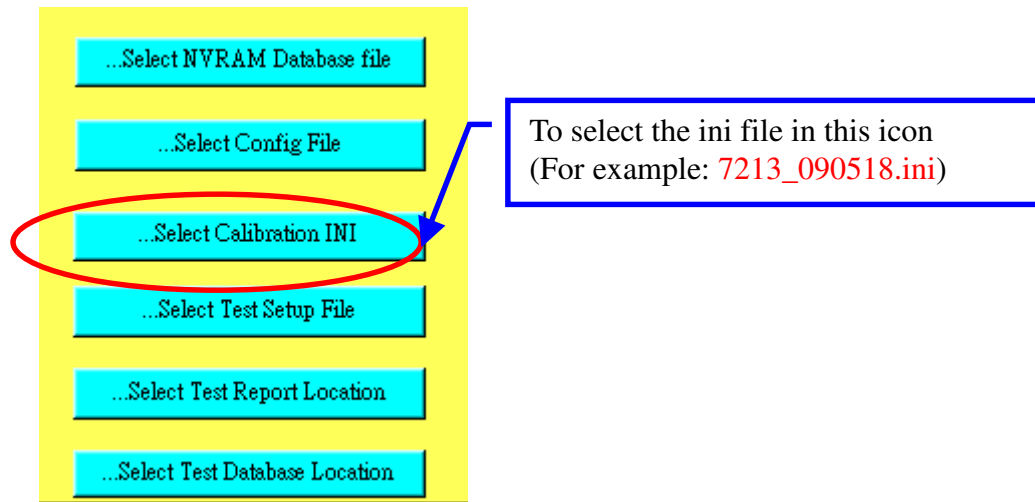 ...Select NVRAM Database file
...Select Config File
To select the ini file in this icon
(For example: 7213_090518.ini)
...Select Calibration INI
...Select Test Setup File
...Select Test Report Location
...Select Test Database Location